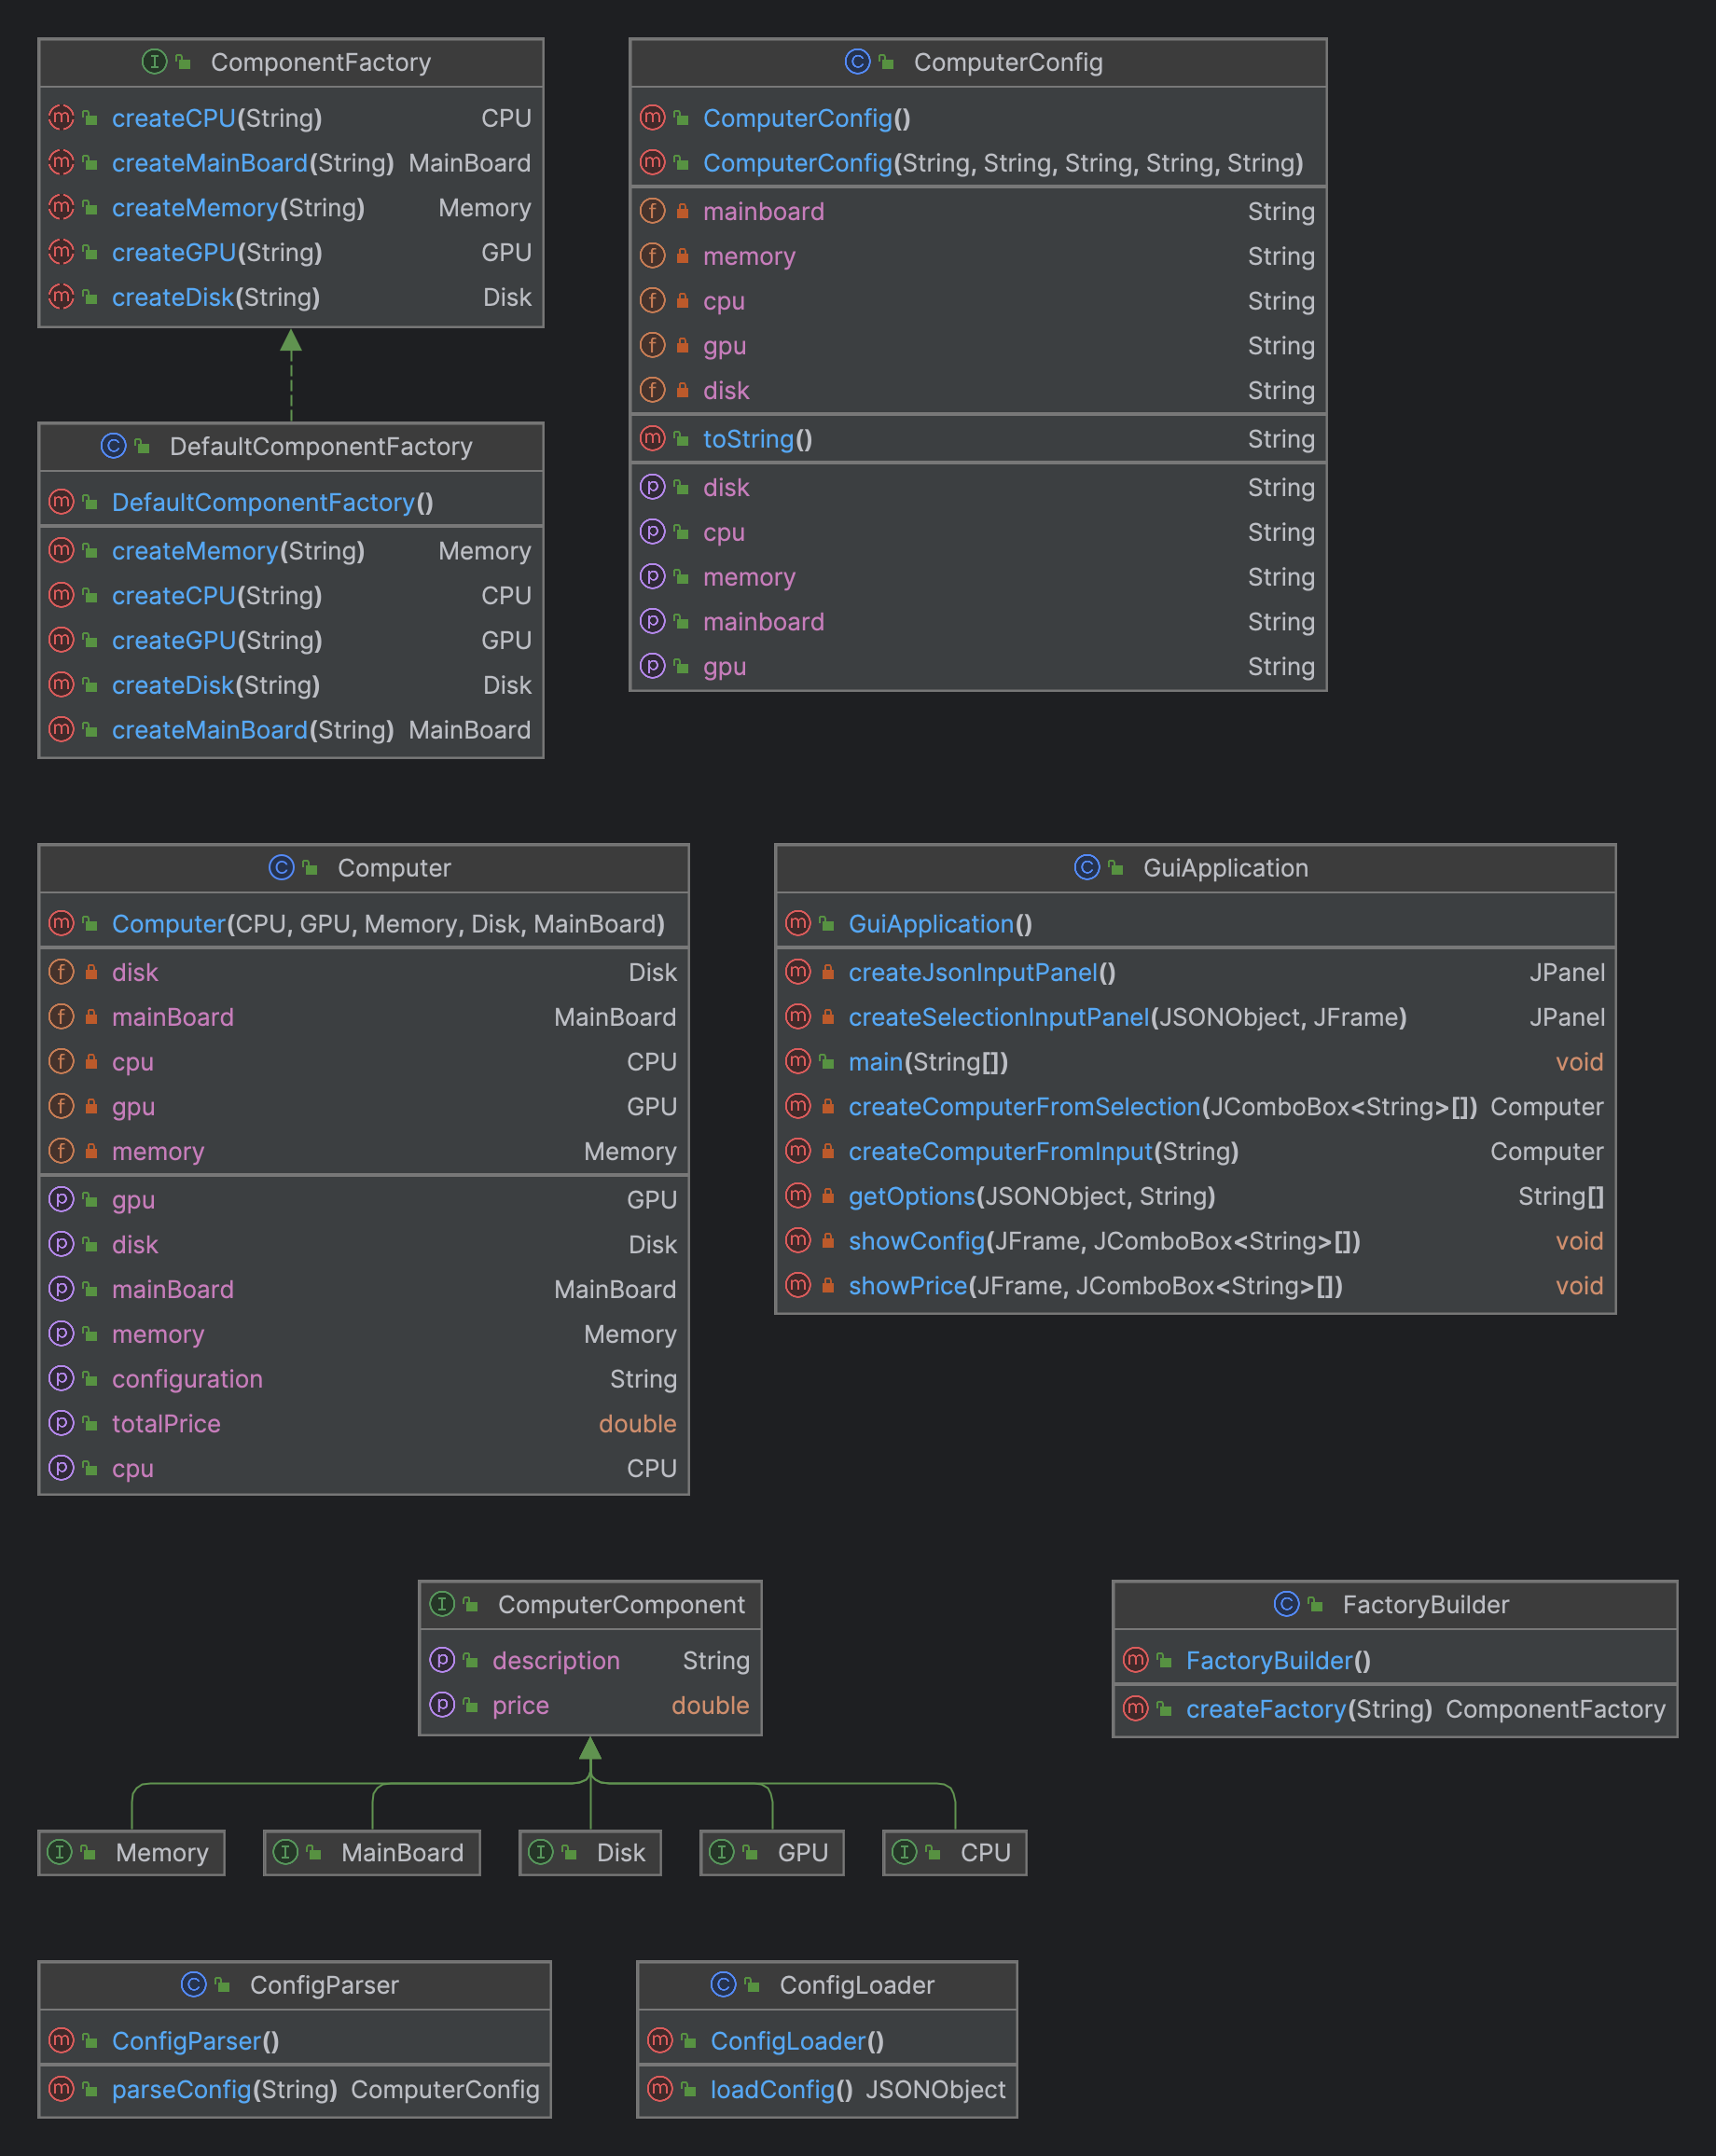 ComponentFactory
createCPU(String) CPU
createMainBoard(String) MainBoard
createMemory(String) Memory
createGPU(String) GPU
createDisk(String) Disk
DefaultComponentFactory
DefaultComponentFactory()
createMemory(String) Memory
createCPU(String) CPU
createGPU(String) GPU
createDisk(String) Disk
createMainBoard(String) MainBoard
ComputerConfig
ComputerConfig()
ComputerConfig(String, String, String, String, String)
mainboard String
memory String
cpu String
gpu String
disk String
toString() String
disk String
cpu String
memory String
mainboard String
gpu String
Computer
Computer(CPU, GPU, Memory, Disk, MainBoard)
disk Disk
mainBoard MainBoard
cpu CPU
gpu GPU
memory Memory
gpu GPU
disk Disk
mainBoard MainBoard
memory Memory
configuration String
totalPrice double
cpu CPU
GuiApplication
GuiApplication()
createJsonInputPanel() JPanel
createSelectionInputPanel(JSONObject, JFrame) JPanel
main(String[]) void
createComputerFromSelection(JComboBox<String>[]) Computer
createComputerFromInput(String) Computer
getOptions(JSONObject, String) String[]
showConfig(JFrame, JComboBox<String>[]) void
showPrice(JFrame, JComboBox<String>[]) void
ComputerComponent
description String
price double
FactoryBuilder
FactoryBuilder()
createFactory(String) ComponentFactory
Memory
MainBoard
Disk
GPU
CPU
ConfigParser
ConfigParser()
parseConfig(String) ComputerConfig
ConfigLoader
ConfigLoader()
loadConfig() JSONObject